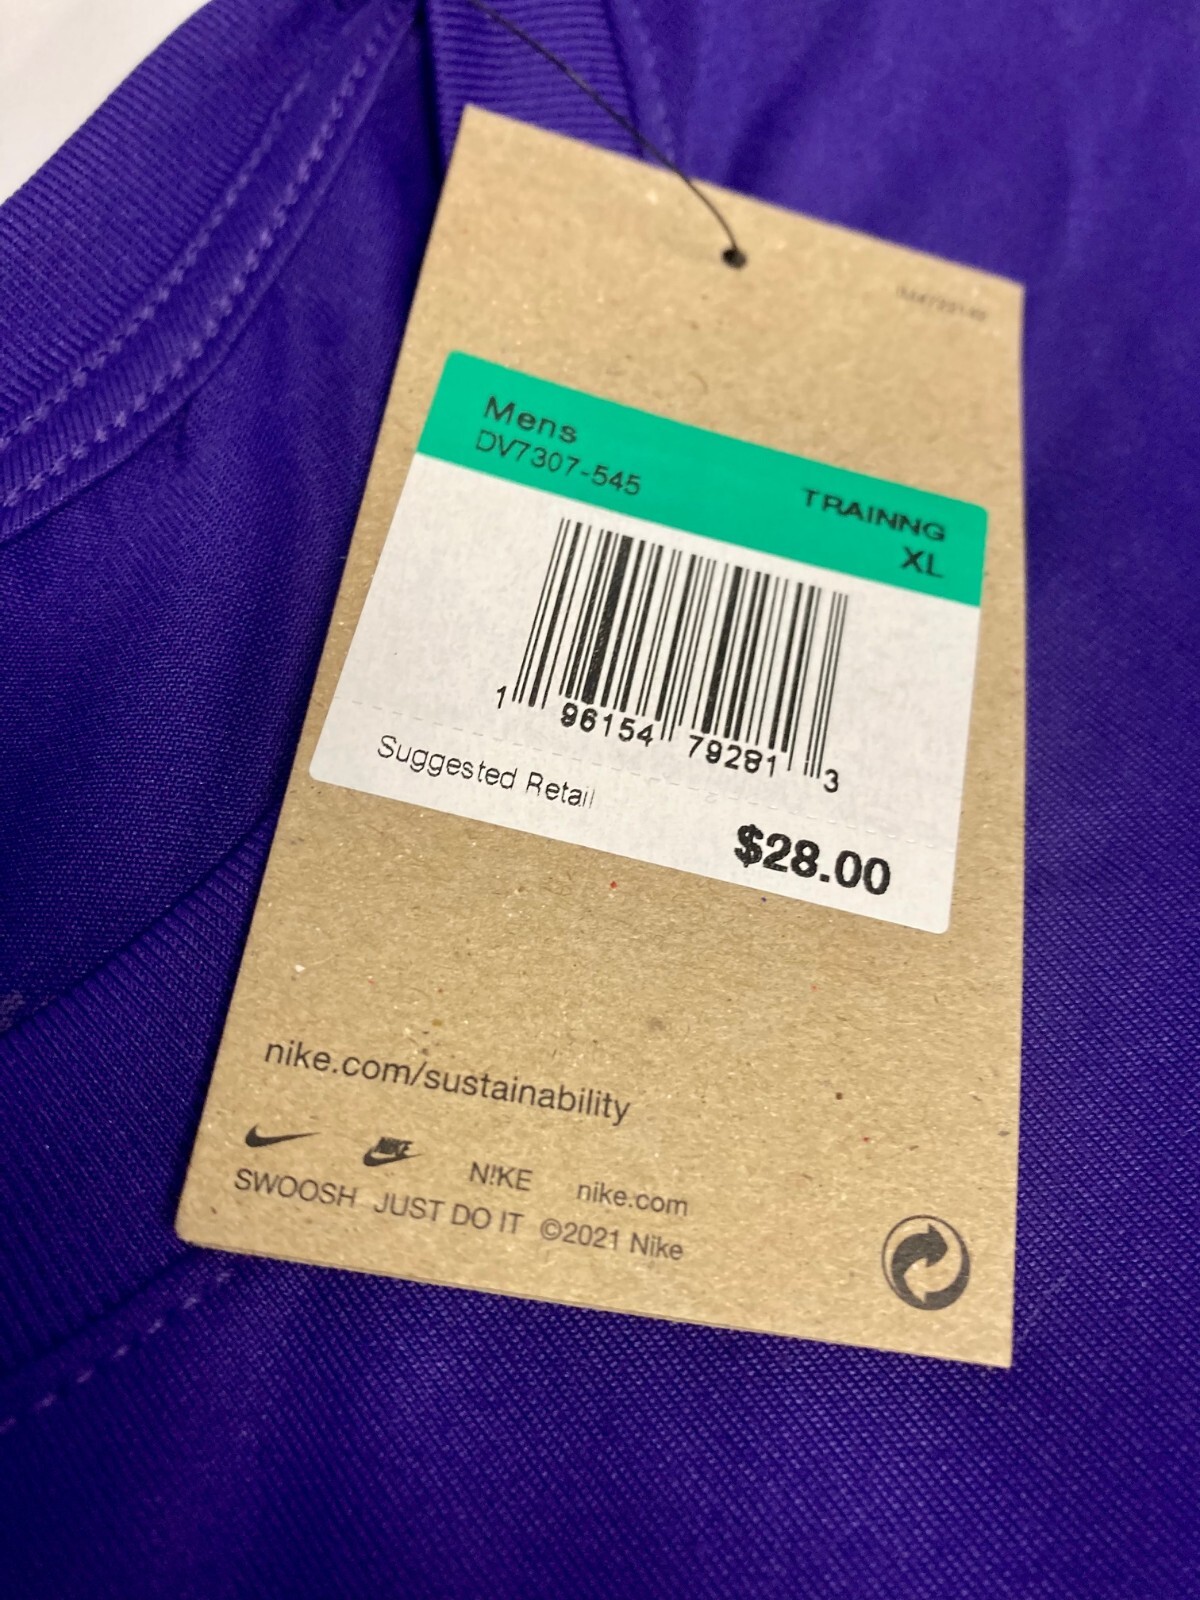 Mens
DV7307-545
TRAINNG
XL
1 96154 79281 3
Suggested Retail
$28.00
nike.com/sustainability
NIKE N!KE nike.com
SWOOSH JUST DO IT ©2021 Nike